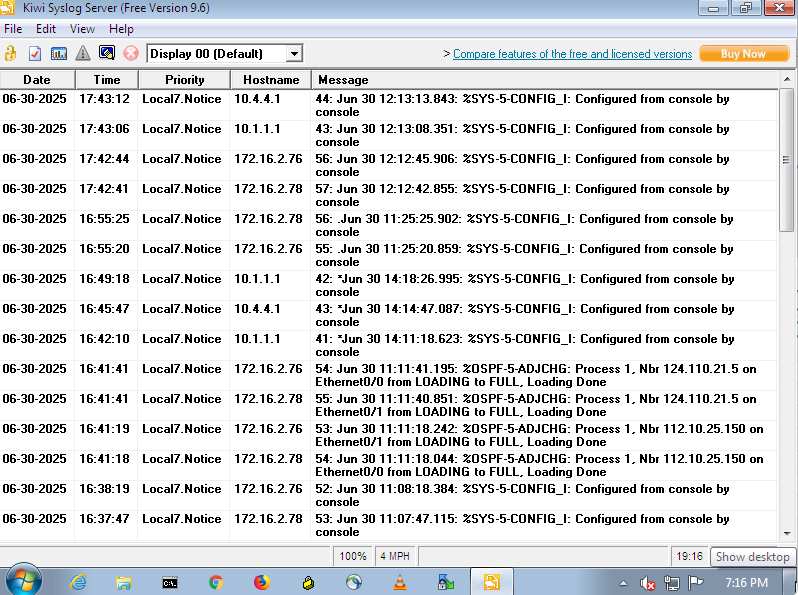 Kiwi Syslog Server (Free Version 9.6)
File Edit View Help
Display 00 (Default) > Compare features of the free and licensed versions Buy Now
Date Time Priority Hostname Message
06-30-2025 17:43:12 Local7.Notice 10.4.4.1 44: Jun 30 12:13:13.843: %SYS-5-CONFIG_I: Configured from console by
console
06-30-2025 17:43:06 Local7.Notice 10.1.1.1 43: Jun 30 12:13:08.351: %SYS-5-CONFIG_I: Configured from console by
console
06-30-2025 17:42:44 Local7.Notice 172.16.2.76 56: Jun 30 12:12:45.906: %SYS-5-CONFIG_I: Configured from console by
console
06-30-2025 17:42:41 Local7.Notice 172.16.2.78 57: Jun 30 12:12:42.855: %SYS-5-CONFIG_I: Configured from console by
console
06-30-2025 16:55:25 Local7.Notice 172.16.2.78 56: .Jun 30 11:25:25.902: %SYS-5-CONFIG_I: Configured from console by
console
06-30-2025 16:55:20 Local7.Notice 172.16.2.76 55: .Jun 30 11:25:20.859: %SYS-5-CONFIG_I: Configured from console by
console
06-30-2025 16:49:18 Local7.Notice 10.1.1.1 42: *Jun 30 14:18:26.995: %SYS-5-CONFIG_I: Configured from console by
console
06-30-2025 16:45:47 Local7.Notice 10.4.4.1 43: *Jun 30 14:14:47.087: %SYS-5-CONFIG_I: Configured from console by
console
06-30-2025 16:42:10 Local7.Notice 10.1.1.1 41: *Jun 30 14:11:18.623: %SYS-5-CONFIG_I: Configured from console by
console
06-30-2025 16:41:41 Local7.Notice 172.16.2.76 54: Jun 30 11:11:41.195: %OSPF-5-ADJCHG: Process 1, Nbr 124.110.21.5 on
Ethernet0/0 from LOADING to FULL, Loading Done
06-30-2025 16:41:41 Local7.Notice 172.16.2.78 55: Jun 30 11:11:40.851: %OSPF-5-ADJCHG: Process 1, Nbr 124.110.21.5 on
Ethernet0/1 from LOADING to FULL, Loading Done
06-30-2025 16:41:19 Local7.Notice 172.16.2.76 53: Jun 30 11:11:18.242: %OSPF-5-ADJCHG: Process 1, Nbr 112.10.25.150 on
Ethernet0/1 from LOADING to FULL, Loading Done
06-30-2025 16:41:18 Local7.Notice 172.16.2.78 54: Jun 30 11:11:18.044: %OSPF-5-ADJCHG: Process 1, Nbr 112.10.25.150 on
Ethernet0/0 from LOADING to FULL, Loading Done
06-30-2025 16:38:19 Local7.Notice 172.16.2.76 52: Jun 30 11:08:18.384: %SYS-5-CONFIG_I: Configured from console by
console
06-30-2025 16:37:47 Local7.Notice 172.16.2.78 53: Jun 30 11:07:47.115: %SYS-5-CONFIG_I: Configured from console by
console
100% 4 MPH 19:16 Show desktop
C:\. 7:16 PM